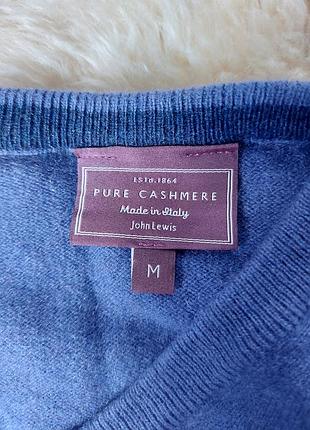 ESTD.1864
PURE CASHMERE
Made in Italy
John Lewis
M